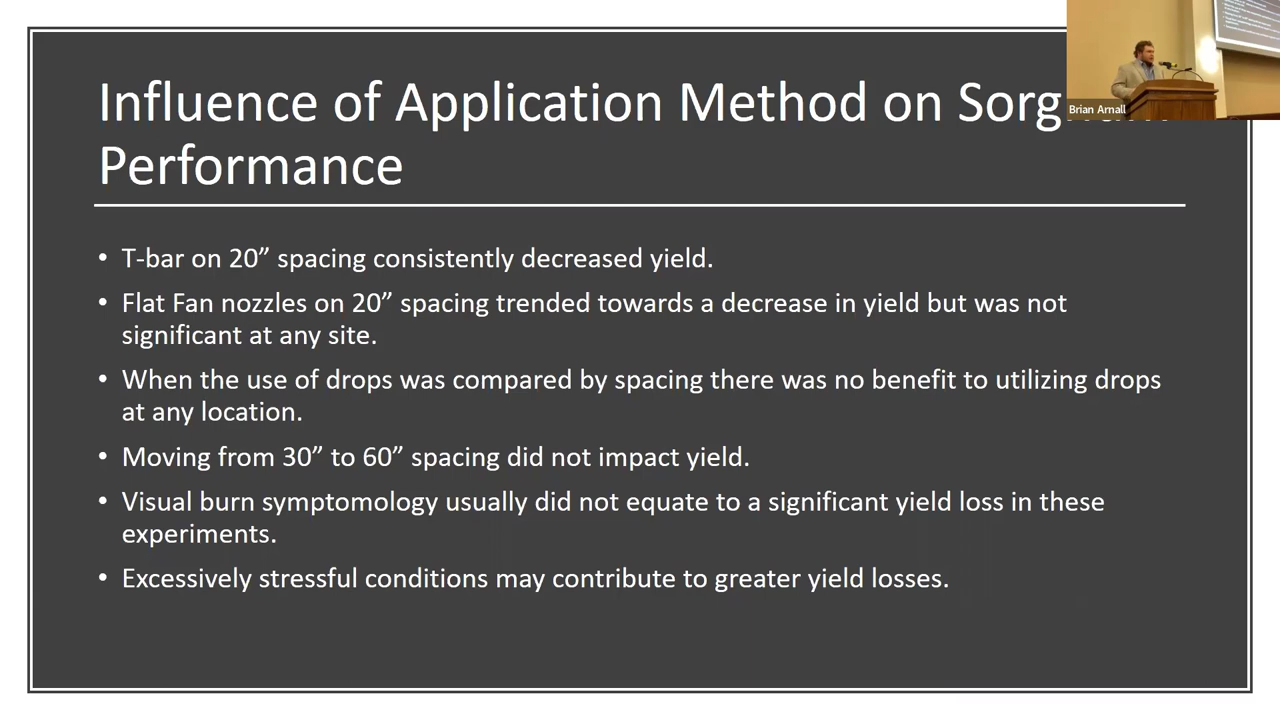 Influence of Application Method on Sorg
Performance
• T-bar on 20” spacing consistently decreased yield.
• Flat Fan nozzles on 20” spacing trended towards a decrease in yield but was not
significant at any site.
• When the use of drops was compared by spacing there was no benefit to utilizing drops
at any location.
• Moving from 30” to 60” spacing did not impact yield.
• Visual burn symptomology usually did not equate to a significant yield loss in these
experiments.
• Excessively stressful conditions may contribute to greater yield losses.
Brian Arnall